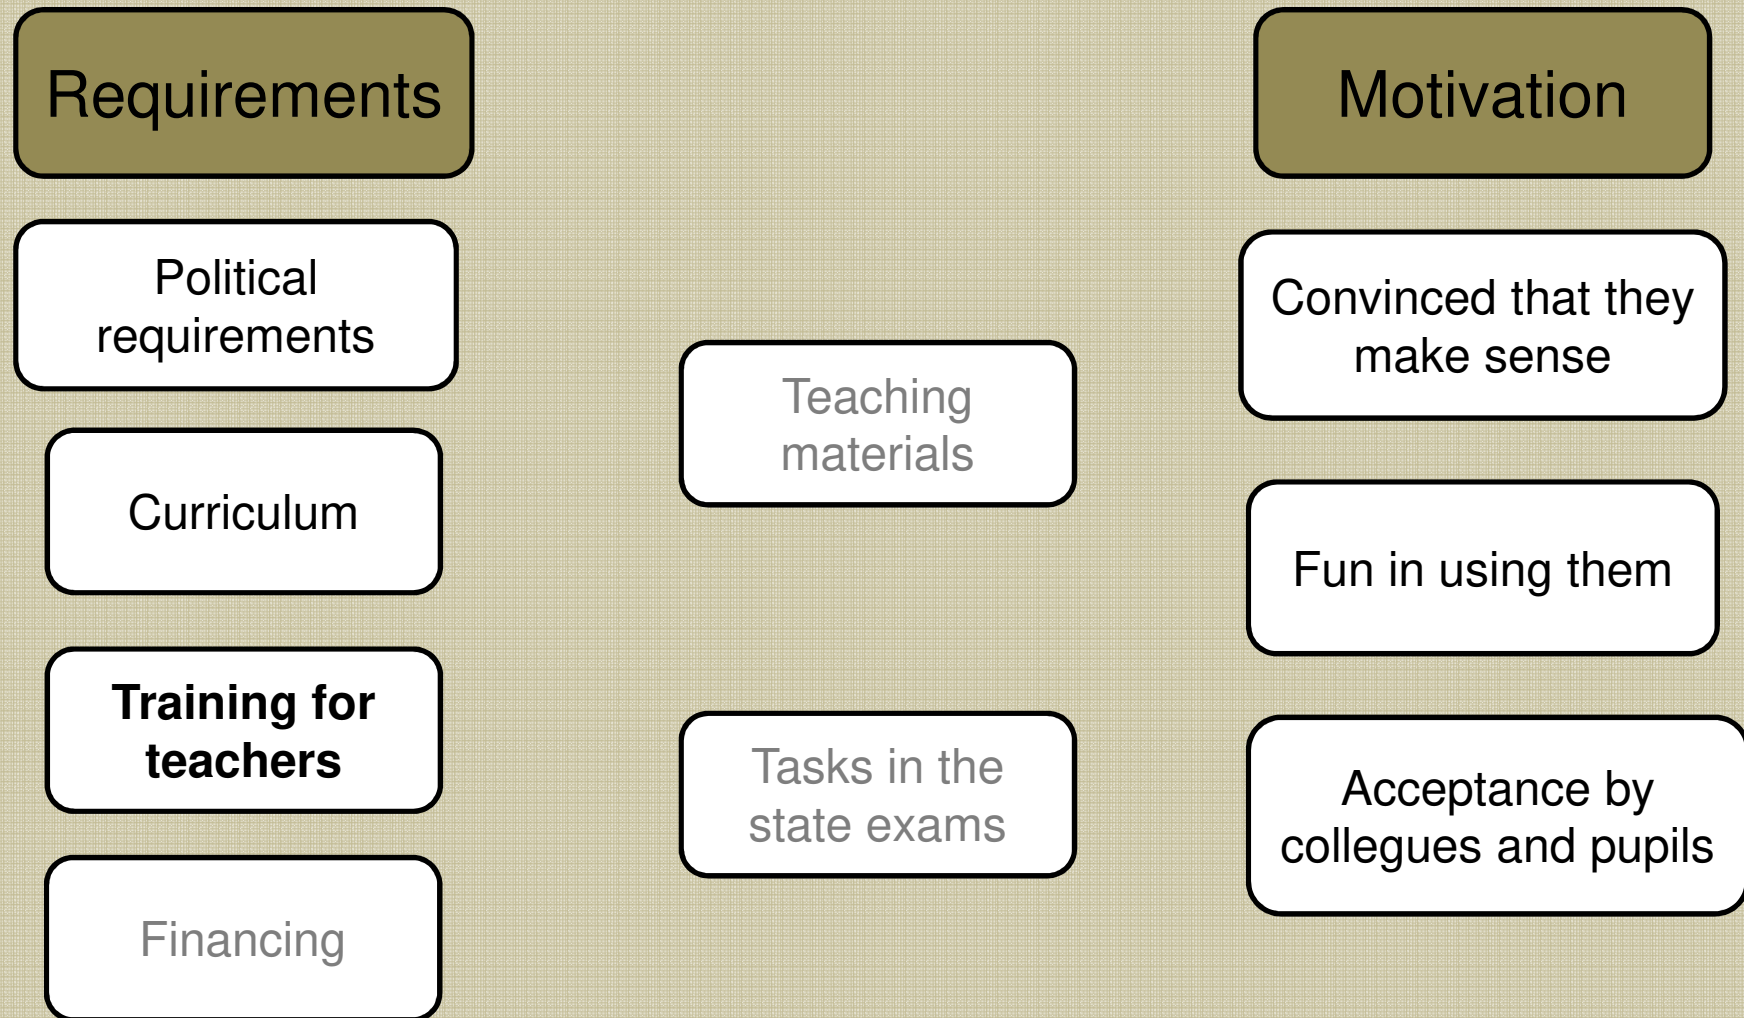 Requirements
Political
requirements
Curriculum
Training for
teachers
Financing
Teaching
materials
Tasks in the
state exams
Motivation
Convinced that they
make sense
Fun in using them
Acceptance by
collegues and pupils